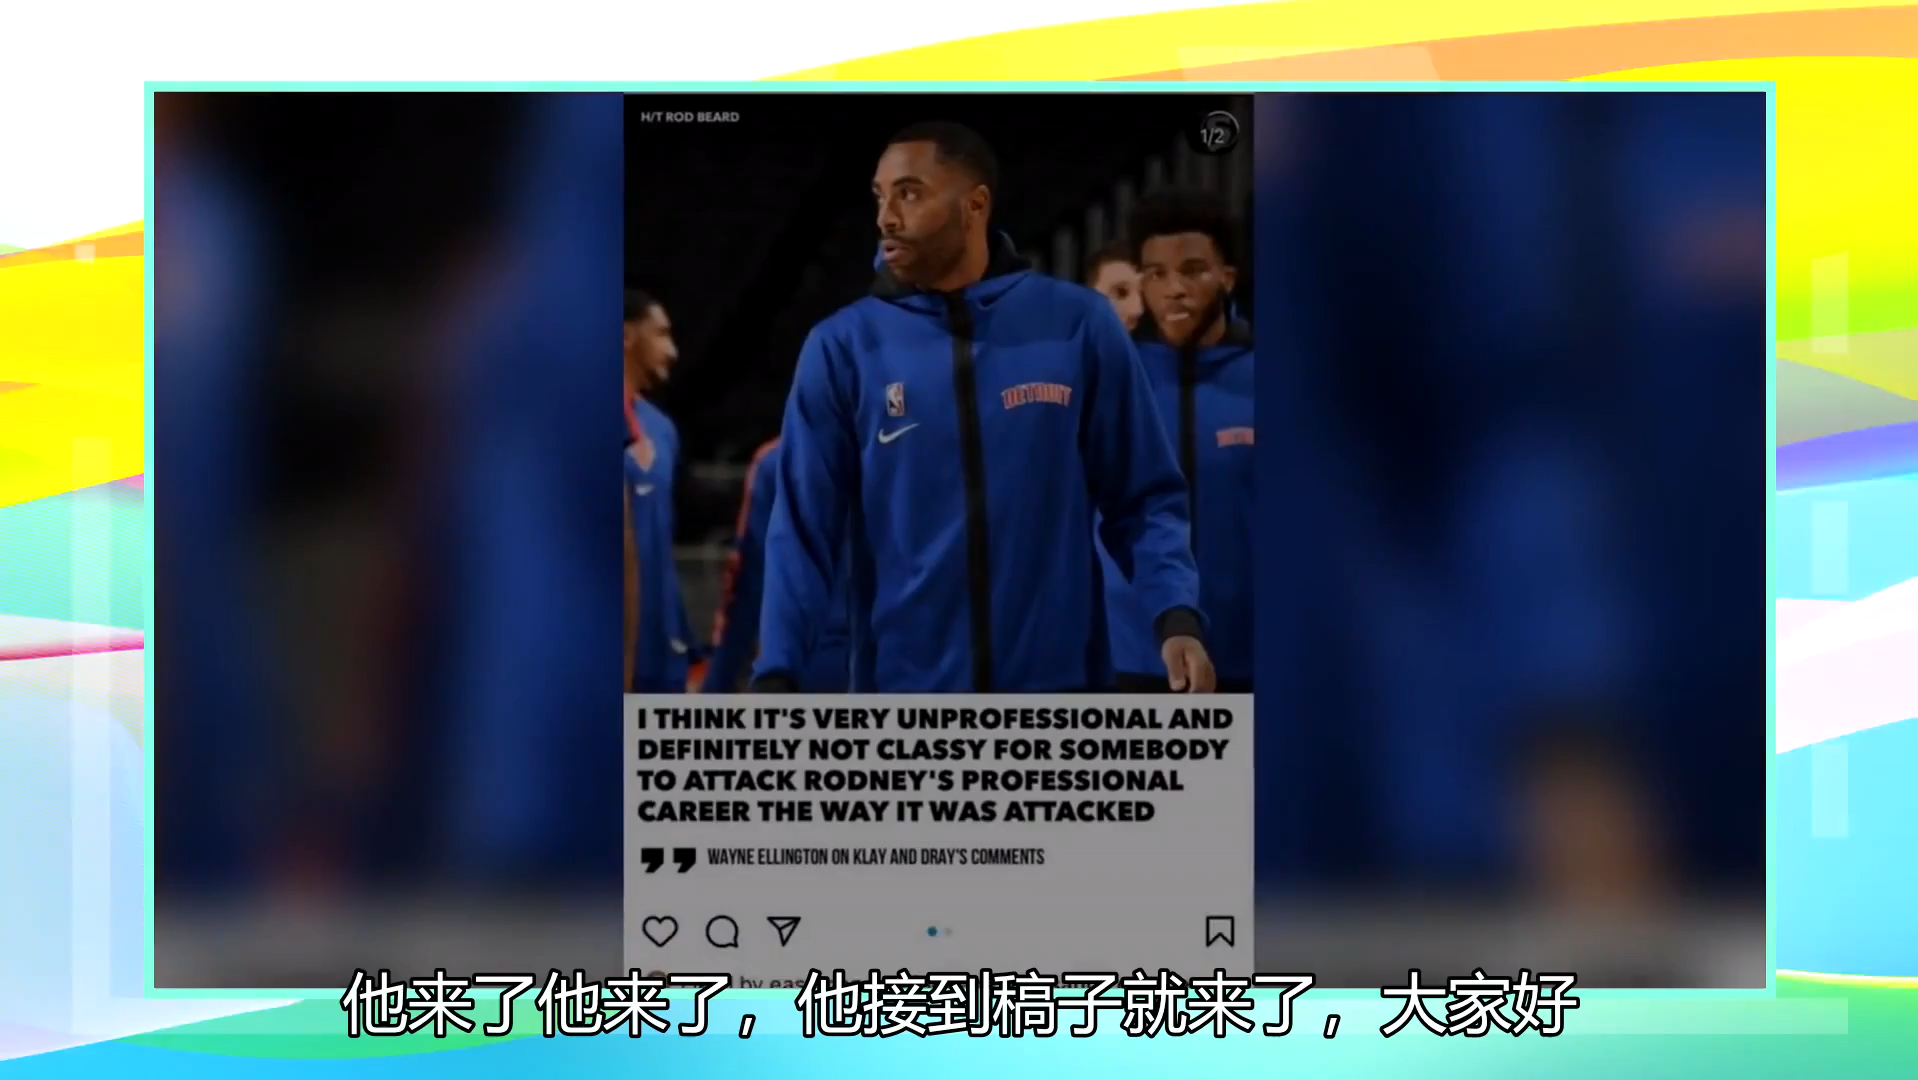 H/T ROD BEARD
1/2
DETROIT
I THINK IT'S VERY UNPROFESSIONAL AND
DEFINITELY NOT CLASSY FOR SOMEBODY
TO ATTACK RODNEY'S PROFESSIONAL
CAREER THE WAY IT WAS ATTACKED
” WAYNE ELLINGTON ON KLAY AND DRAY'S COMMENTS
他来了他来了，他接到稿子就来了，大家好